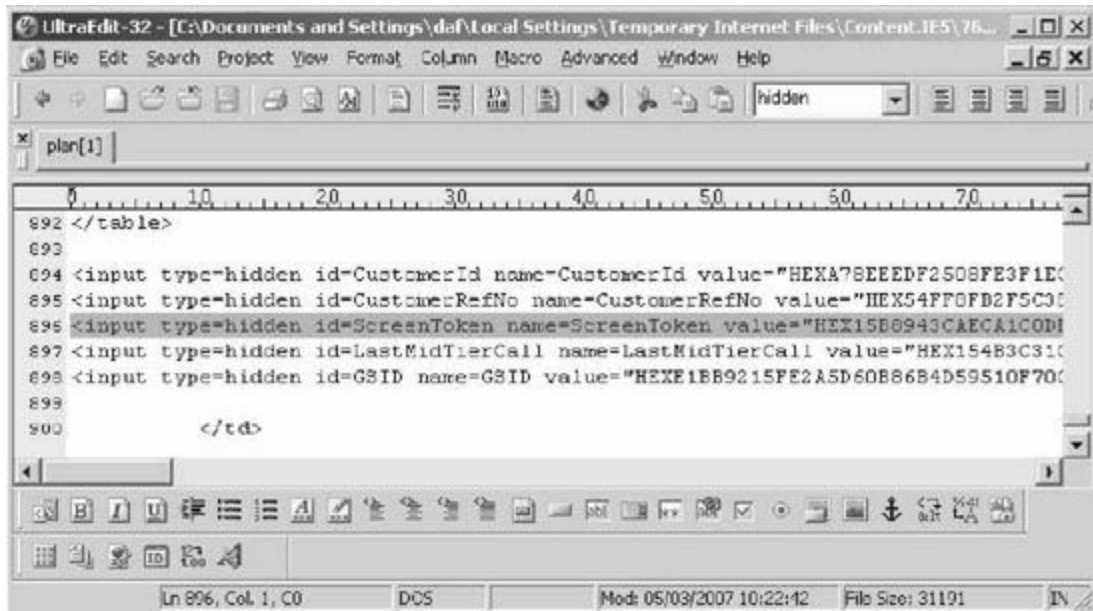 UltraEdit-32 - [C:\Documents and Settings\daf\Local Settings\Temporary Internet Files\Content.IE5\76...
File Edit Search Project View Format Column Macro Advanced Window Help
hidden
plan[1]
0 10 20 30 40 50 60 70
892 </table>
893
894 <input type=hidden id=CustomerId name=CustomerId value="HEXA78EEEDF2508FE3F1E
895 <input type=hidden id=CustomerRefNo name=CustomerRefNo value="HEX54FF8FB2F5C3
896 <input type=hidden id=ScreenToken name=ScreenToken value="HEX15B8943CAECA1C0D
897 <input type=hidden id=LastMidTierCall name=LastMidTierCall value="HEX154B3C31
898 <input type=hidden id=GSID name=GSID value="HEXE1BB9215FE2A5D60B86B4D59510F70
899
900 </td>
B I U
ID
Ln 896, Col. 1, C0 DOS Mod: 05/03/2007 10:22:42 File Size: 31191 IN